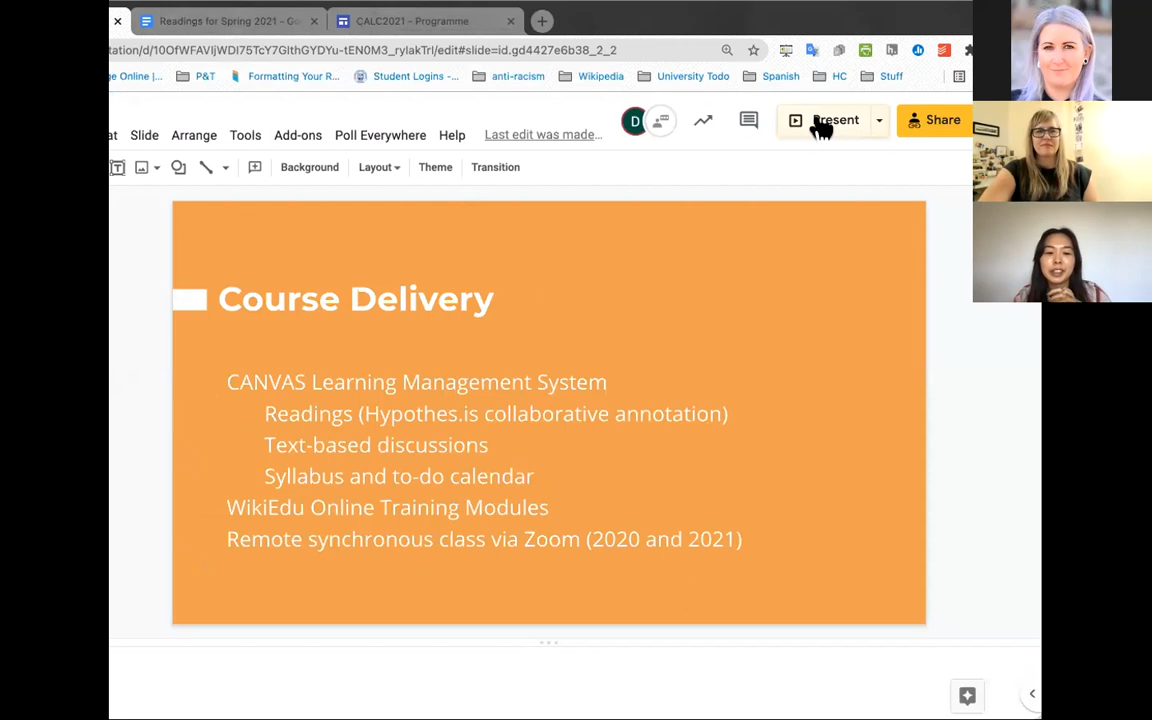 Readings for Spring 2021 - Go
CALC2021 - Programme
tation/d/10OfWFAVIjWDI75TcY7GIthGYDYu-tEN0M3_rylakTrI/edit#slide=id.gd4427e6b38_2_2
ge Online |...
P&T
Formatting Your R...
Student Logins -...
anti-racism
Wikipedia
University Todo
Spanish
HC
Stuff
at Slide Arrange Tools Add-ons Poll Everywhere Help Last edit was made...
D
Present
Share
Background Layout Theme Transition
Course Delivery
CANVAS Learning Management System
Readings (Hypothes.is collaborative annotation)
Text-based discussions
Syllabus and to-do calendar
WikiEdu Online Training Modules
Remote synchronous class via Zoom (2020 and 2021)